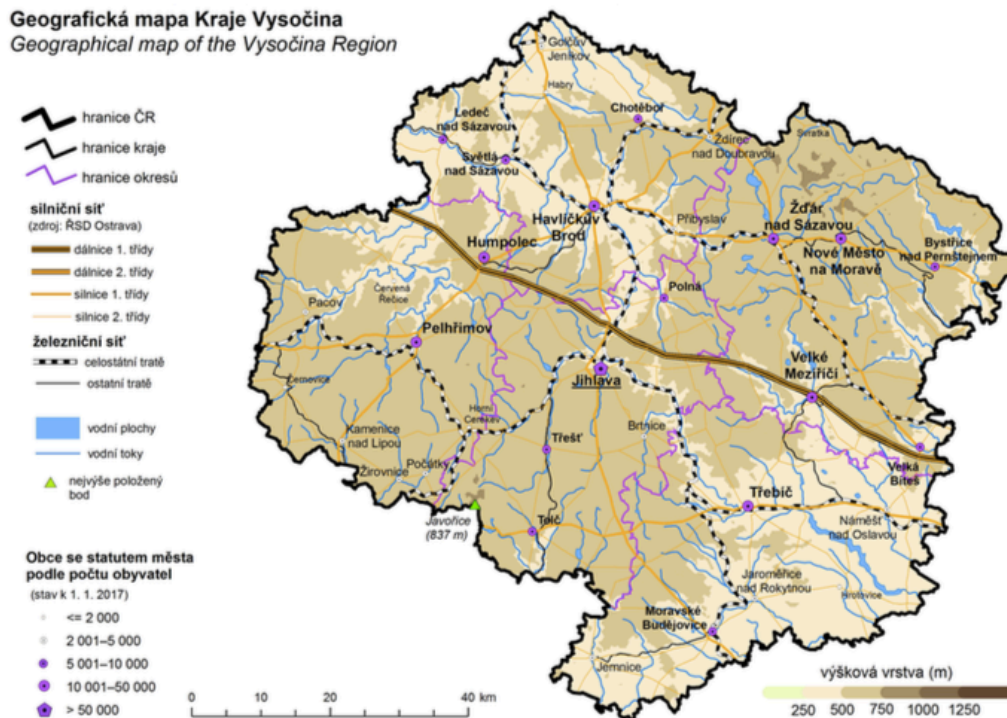 Geografická mapa Kraje Vysočina
Geographical map of the Vysočina Region
hranice ČR
hranice kraje
hranice okresů
silniční síť
(zdroj: ŘSD Ostrava)
dálnice 1. třídy
dálnice 2. třídy
silnice 1. třídy
silnice 2. třídy
železniční síť
celostátní tratě
ostatní tratě
vodní plochy
vodní toky
nejvýše položený
bod
Obce se statutem města
podle počtu obyvatel
(stav k 1. 1. 2017)
<= 2 000
2 001–5 000
5 001–10 000
10 001–50 000
> 50 000
Golčův
Jeníkov
Habry
Ledeč
nad Sázavou
Chotěboř
Světlá
nad Sázavou
Ždírec
nad Doubravou
Svratka
Havlíčkův
Brod
Přibyslav
Žďár
nad Sázavou
Humpolec
Nové Město
na Moravě
Bystřice
nad Pernštejnem
Pacov
Červená
Řečice
Polná
Pelhřimov
Velké
Meziříčí
Jihlava
Černovice
Horní
Cerekev
Kamenice
nad Lipou
Třešť
Brtnice
Žirovnice
Počátky
Velká
Bíteš
Třebíč
Javořice
(837 m)
Telč
Náměšť
nad Oslavou
Jaroměřice
nad Rokytnou
Hrotovice
Moravské
Budějovice
Jemnice
0 10 20 40 km
výšková vrstva (m)
250 500 750 1000 1250